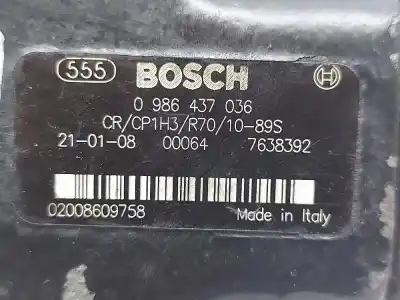 555 BOSCH
0 986 437 036
CR/CP1H3/R70/10-89S
21-01-08 00064 7638392
02008609758 Made in Italy